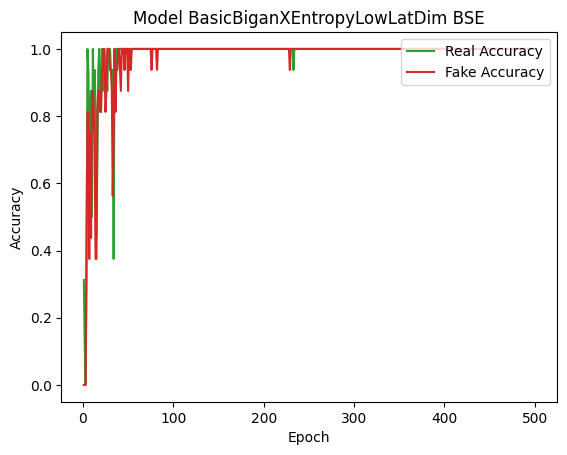 Model BasicBiganXEntropyLowLatDim BSE
Real Accuracy
Fake Accuracy
1.0
0.8
0.6
0.4
0.2
0.0
Accuracy
0 100 200 300 400 500
Epoch